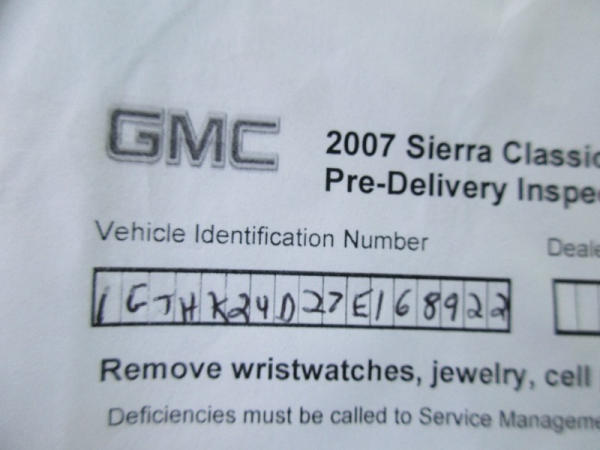 GMC
2007 Sierra Classic
Pre-Delivery Inspe
Vehicle Identification Number
Deale
1GTHK24D27E168922
Remove wristwatches, jewelry, cell
Deficiencies must be called to Service Manageme